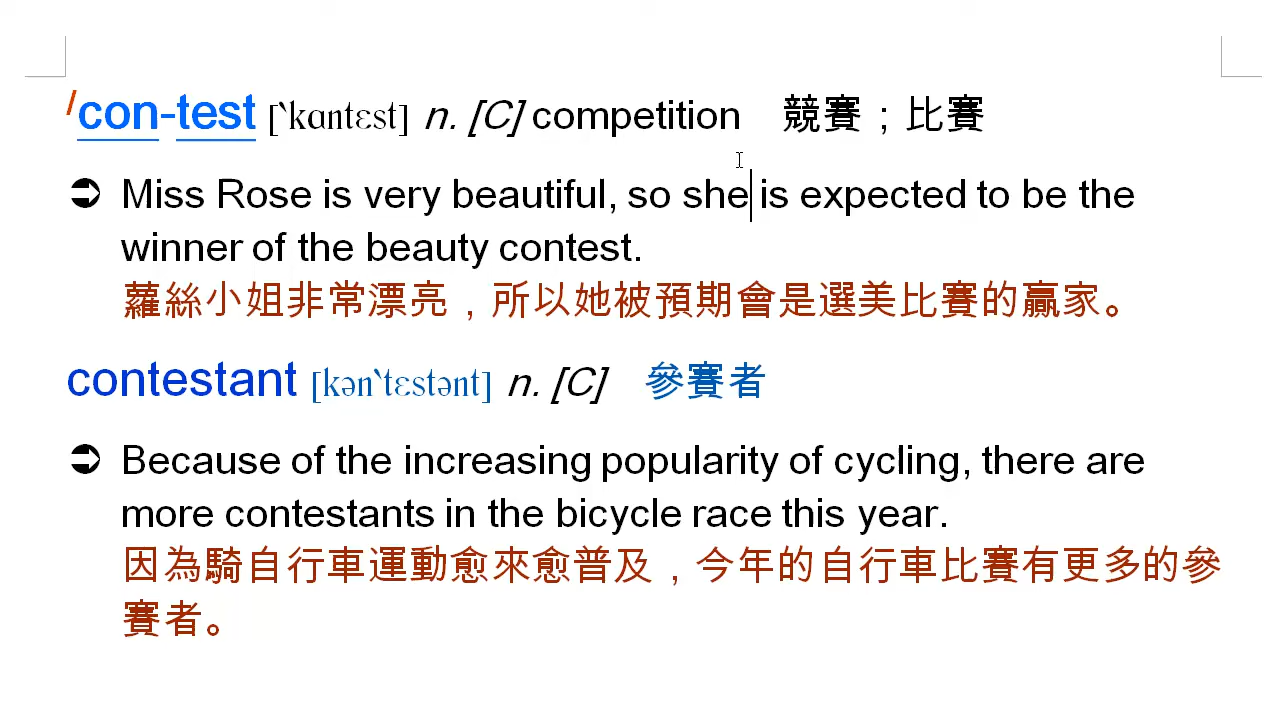 /con-test [ˋkɑntɛst] n. [C] competition 競賽；比賽
➲ Miss Rose is very beautiful, so she is expected to be the
winner of the beauty contest.
蘿絲小姐非常漂亮，所以她被預期會是選美比賽的贏家。
contestant [kənˋtɛstənt] n. [C] 參賽者
➲ Because of the increasing popularity of cycling, there are
more contestants in the bicycle race this year.
因為騎自行車運動愈來愈普及，今年的自行車比賽有更多的參
賽者。